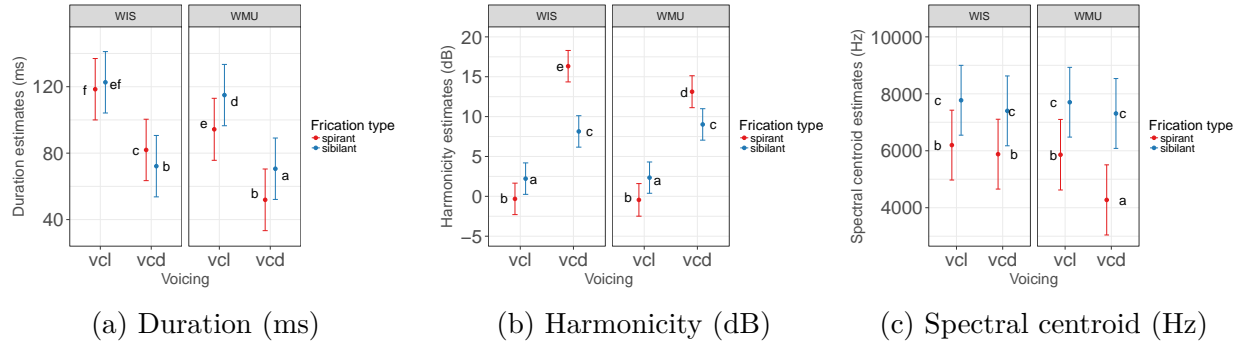 WIS
WMU
Duration estimates (ms)
120
80
40
f
ef
c
b
e
d
b
a
vcl
vcd
vcl
vcd
Voicing
Frication type
spirant
sibilant
(a) Duration (ms)
WIS
WMU
Harmonicity estimates (dB)
20
15
10
5
0
−5
b
a
e
c
b
a
d
c
vcl
vcd
vcl
vcd
Voicing
Frication type
spirant
sibilant
(b) Harmonicity (dB)
WIS
WMU
Spectral centroid estimates (Hz)
10000
8000
6000
4000
c
b
c
b
c
b
c
a
vcl
vcd
vcl
vcd
Voicing
Frication type
spirant
sibilant
(c) Spectral centroid (Hz)